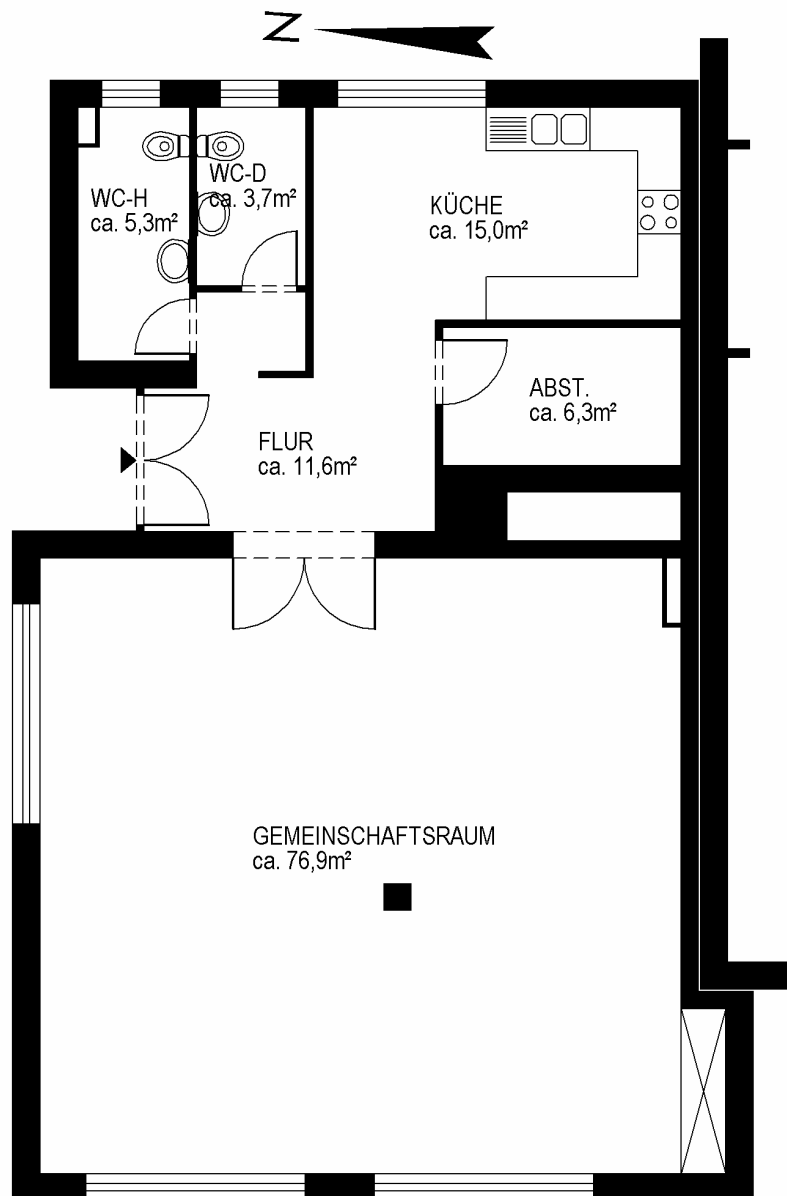 N
WC-H
ca. 5,3m²
WC-D
ca. 3,7m²
KÜCHE
ca. 15,0m²
ABST.
ca. 6,3m²
FLUR
ca. 11,6m²
GEMEINSCHAFTSRAUM
ca. 76,9m²